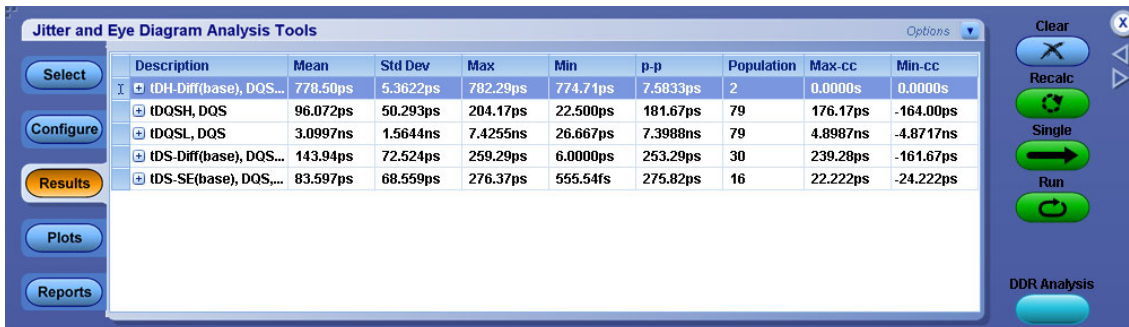 Jitter and Eye Diagram Analysis Tools
Options
Clear
X
Select
Configure
Results
Plots
Reports
Description Mean Std Dev Max Min p-p Population Max-cc Min-cc
tDH-Diff(base), DQS... 778.50ps 5.3622ps 782.29ps 774.71ps 7.5833ps 2 0.0000s 0.0000s
tDQSH, DQS 96.072ps 50.293ps 204.17ps 22.500ps 181.67ps 79 176.17ps -164.00ps
tDQSL, DQS 3.0997ns 1.5644ns 7.4255ns 26.667ps 7.3988ns 79 4.8987ns -4.8717ns
tDS-Diff(base), DQS... 143.94ps 72.524ps 259.29ps 6.0000ps 253.29ps 30 239.28ps -161.67ps
tDS-SE(base), DQS,... 83.597ps 68.559ps 276.37ps 555.54fs 275.82ps 16 22.222ps -24.222ps
Recalc
Single
Run
DDR Analysis